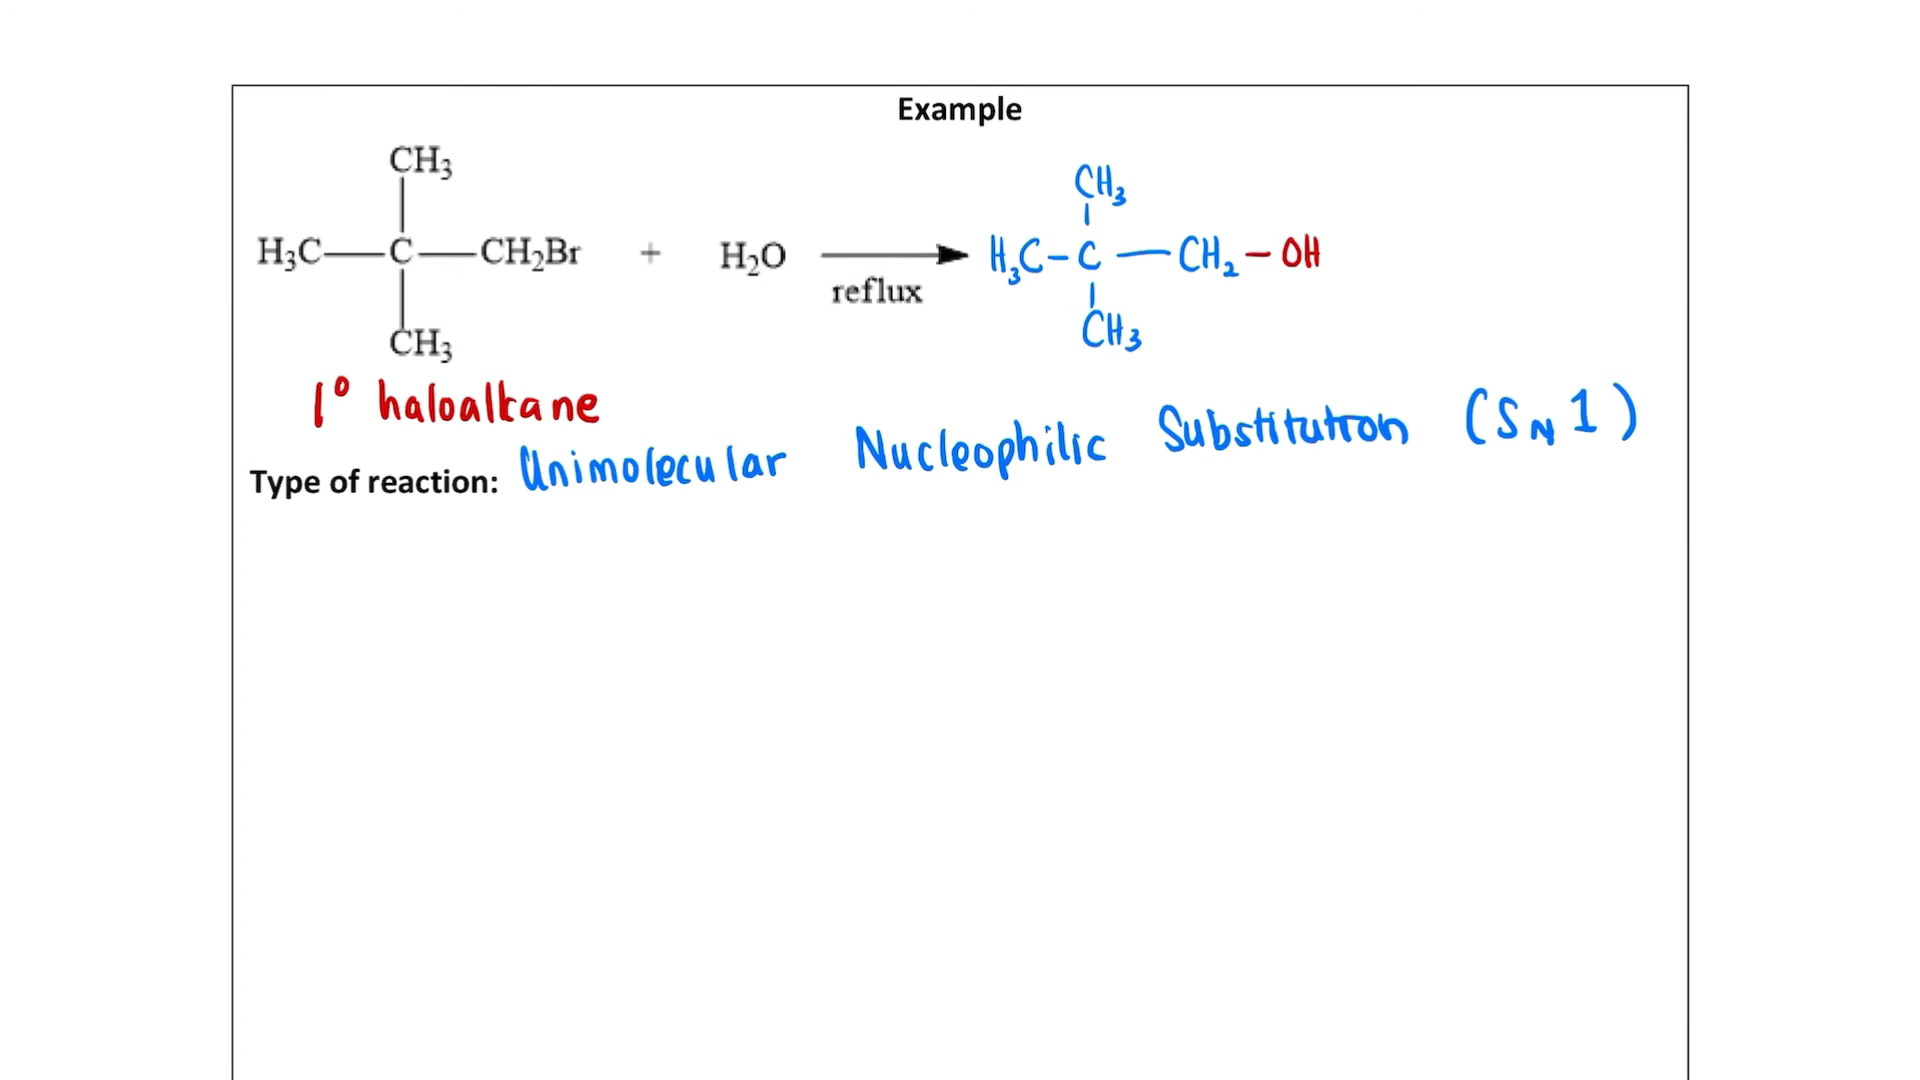 Example
CH₃
H₃C—C—CH₂Br + H₂O reflux
CH₃
CH₃
H₃C-C-CH₂-OH
CH₃
1° haloalkane
Type of reaction: Unimolecular Nucleophilic Substitution (SN1)